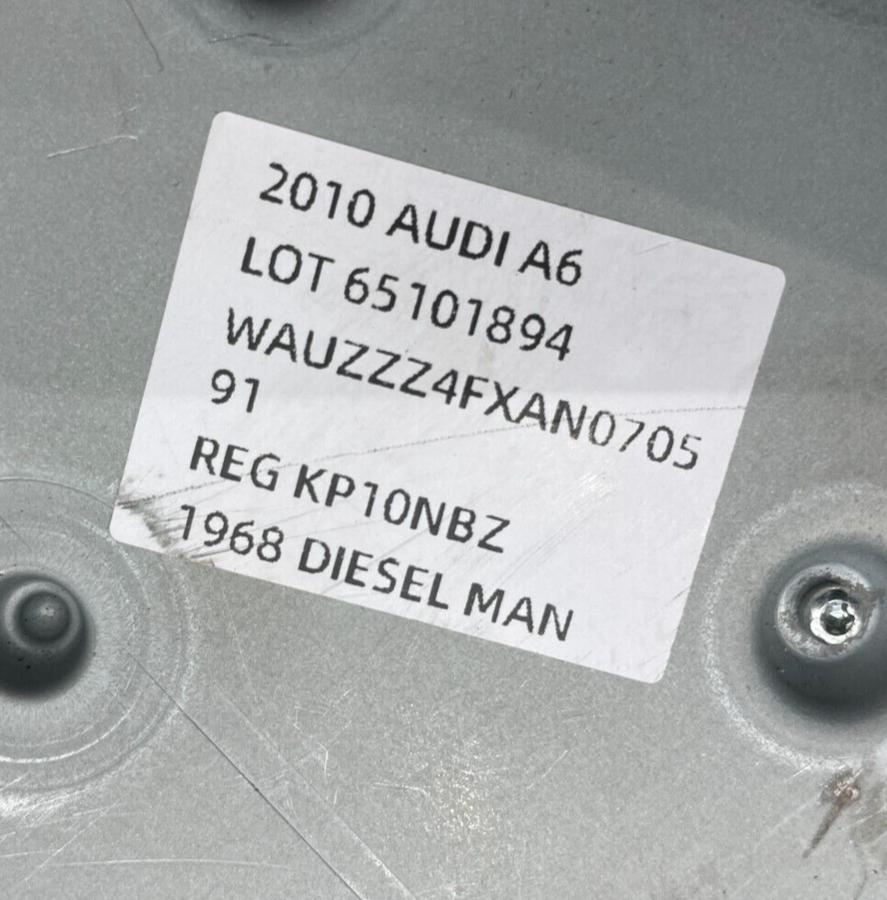 2010 AUDI A6
LOT 65101894
WAUZZZ4FXAN0705
91
REG KP10NBZ
1968 DIESEL MAN